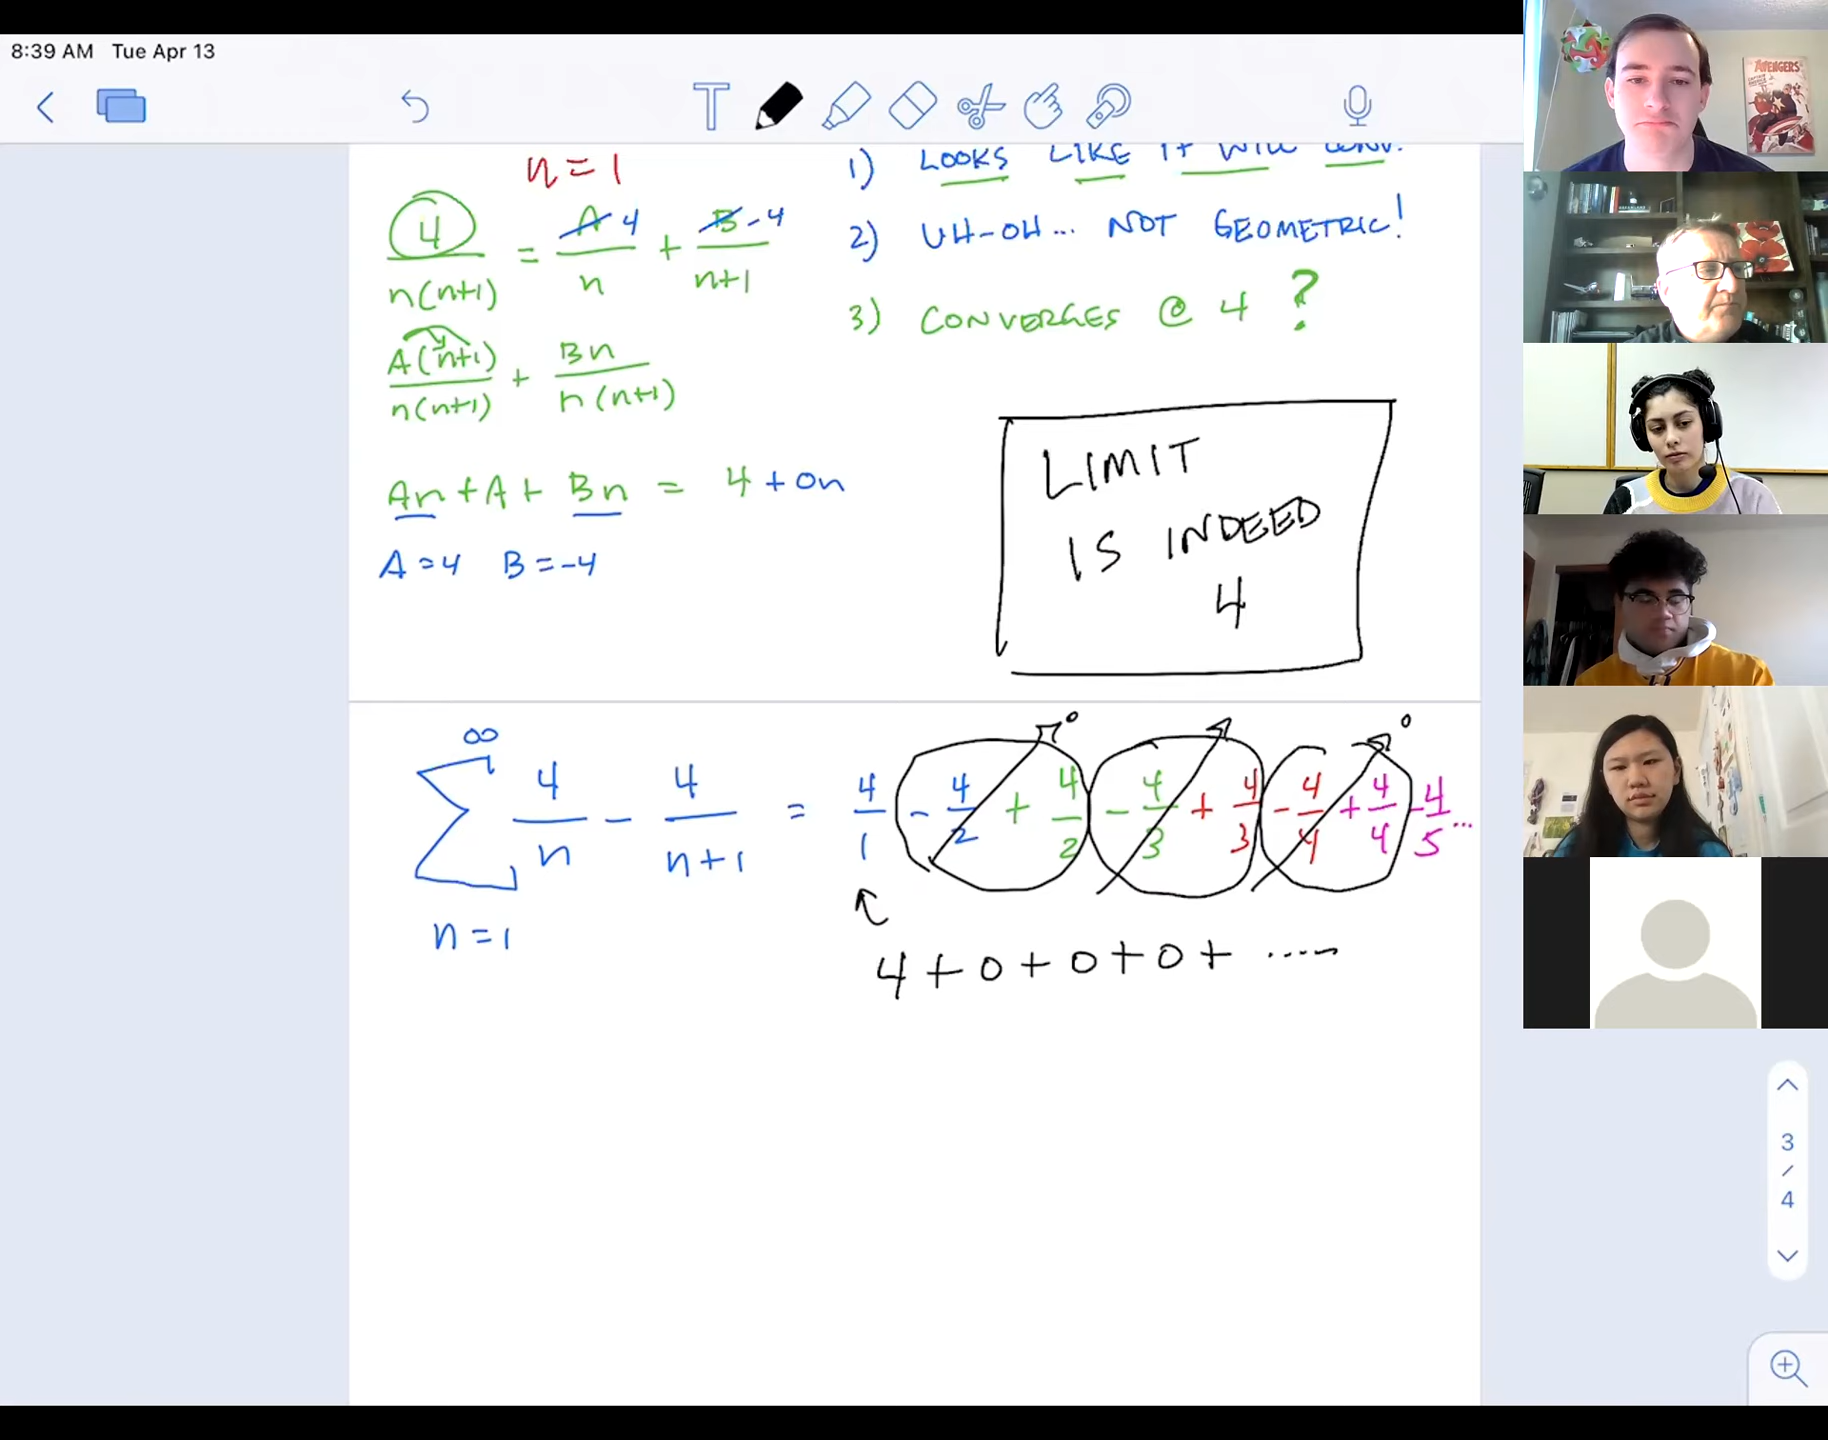 8:39 AM Tue Apr 13
T
n = 1
4/n(n+1) = A 4/n + B -4/n+1
A(n+1)/n(n+1) + Bn/n(n+1)
An + A + Bn = 4 + 0n
A = 4 B = -4
1) LOOKS LIKE IT WILL CONV.
2) UH-OH... NOT GEOMETRIC!
3) CONVERGES @ 4 ?
LIMIT
IS INDEED
4
∞
∑ 4/n - 4/n+1 = 4/1 - 4/2 + 4/2 - 4/3 + 4/3 - 4/4 + 4/4 - 4/5 ...
n = 1
0
0
4 + 0 + 0 + 0 + .....
AVENGERS
3
/
4